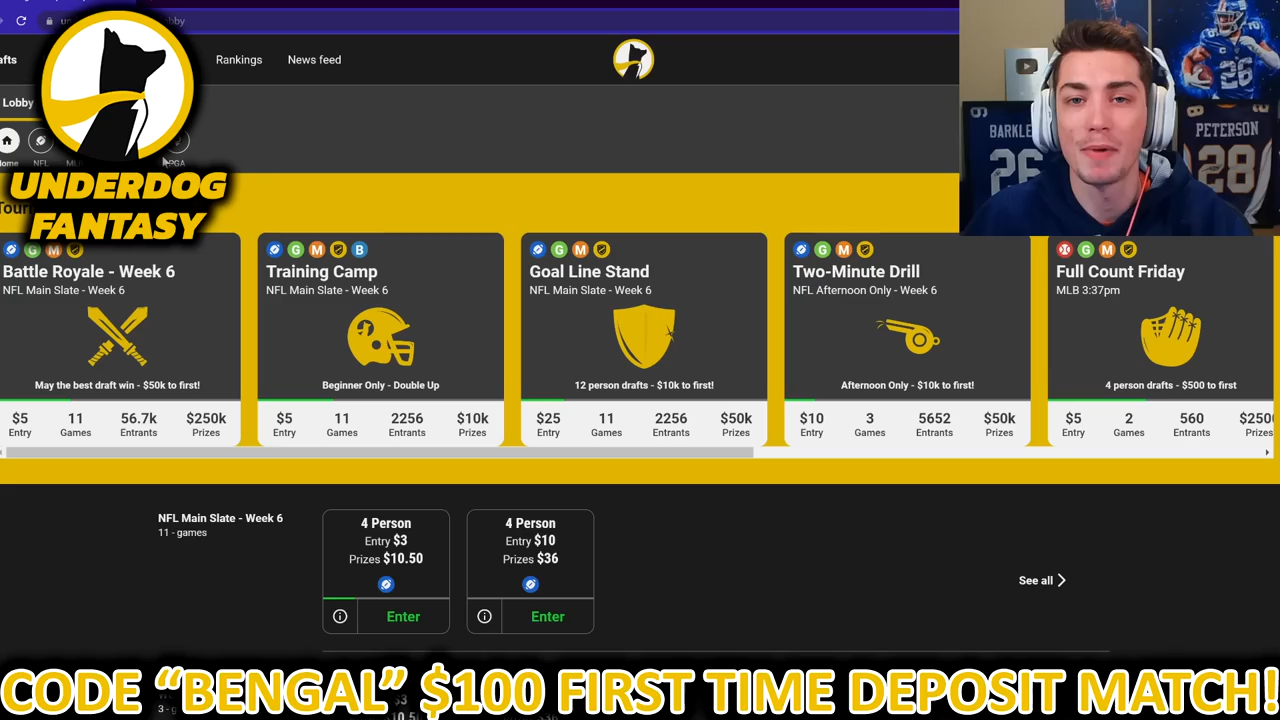 Rankings
News feed
Lobby
NFL
PGA
UNDERDOG
FANTASY
BARKLE
26
26
PETERSON
28
Battle Royale - Week 6
NFL Main Slate - Week 6
May the best draft win - $50k to first!
$5 11 56.7k $250k
Entry Games Entrants Prizes
G M B
Training Camp
NFL Main Slate - Week 6
Beginner Only - Double Up
$5 11 2256 $10k
Entry Games Entrants Prizes
G M
Goal Line Stand
NFL Main Slate - Week 6
12 person drafts - $10k to first!
$25 11 2256 $50k
Entry Games Entrants Prizes
G M
Two-Minute Drill
NFL Afternoon Only - Week 6
Afternoon Only - $10k to first!
$10 3 5652 $50k
Entry Games Entrants Prizes
G M
Full Count Friday
MLB 3:37pm
4 person drafts - $500 to first
$5 2 560 $250
Entry Games Entrants Prizes
NFL Main Slate - Week 6
11 - games
4 Person
Entry $3
Prizes $10.50
Enter
4 Person
Entry $10
Prizes $36
Enter
See all
CODE “BENGAL” $100 FIRST TIME DEPOSIT MATCH!